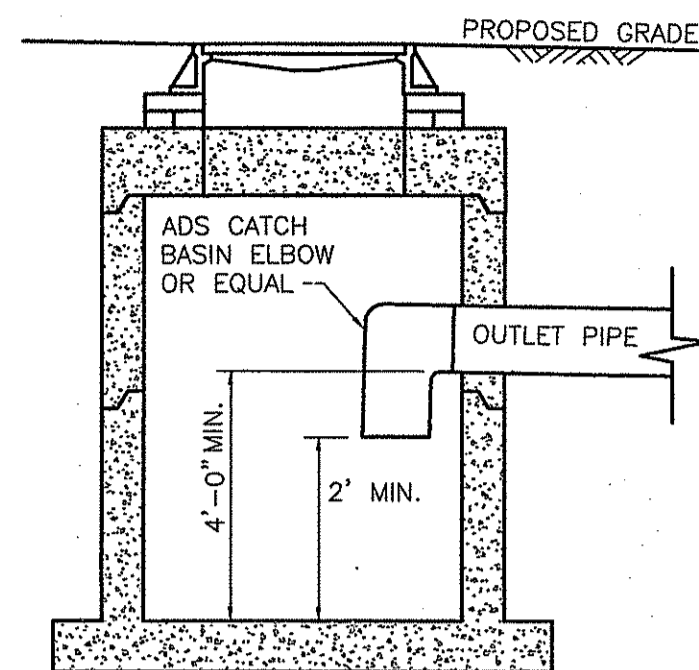 PROPOSED GRADE
ADS CATCH
BASIN ELBOW
OR EQUAL
OUTLET PIPE
4'-0" MIN.
2' MIN.